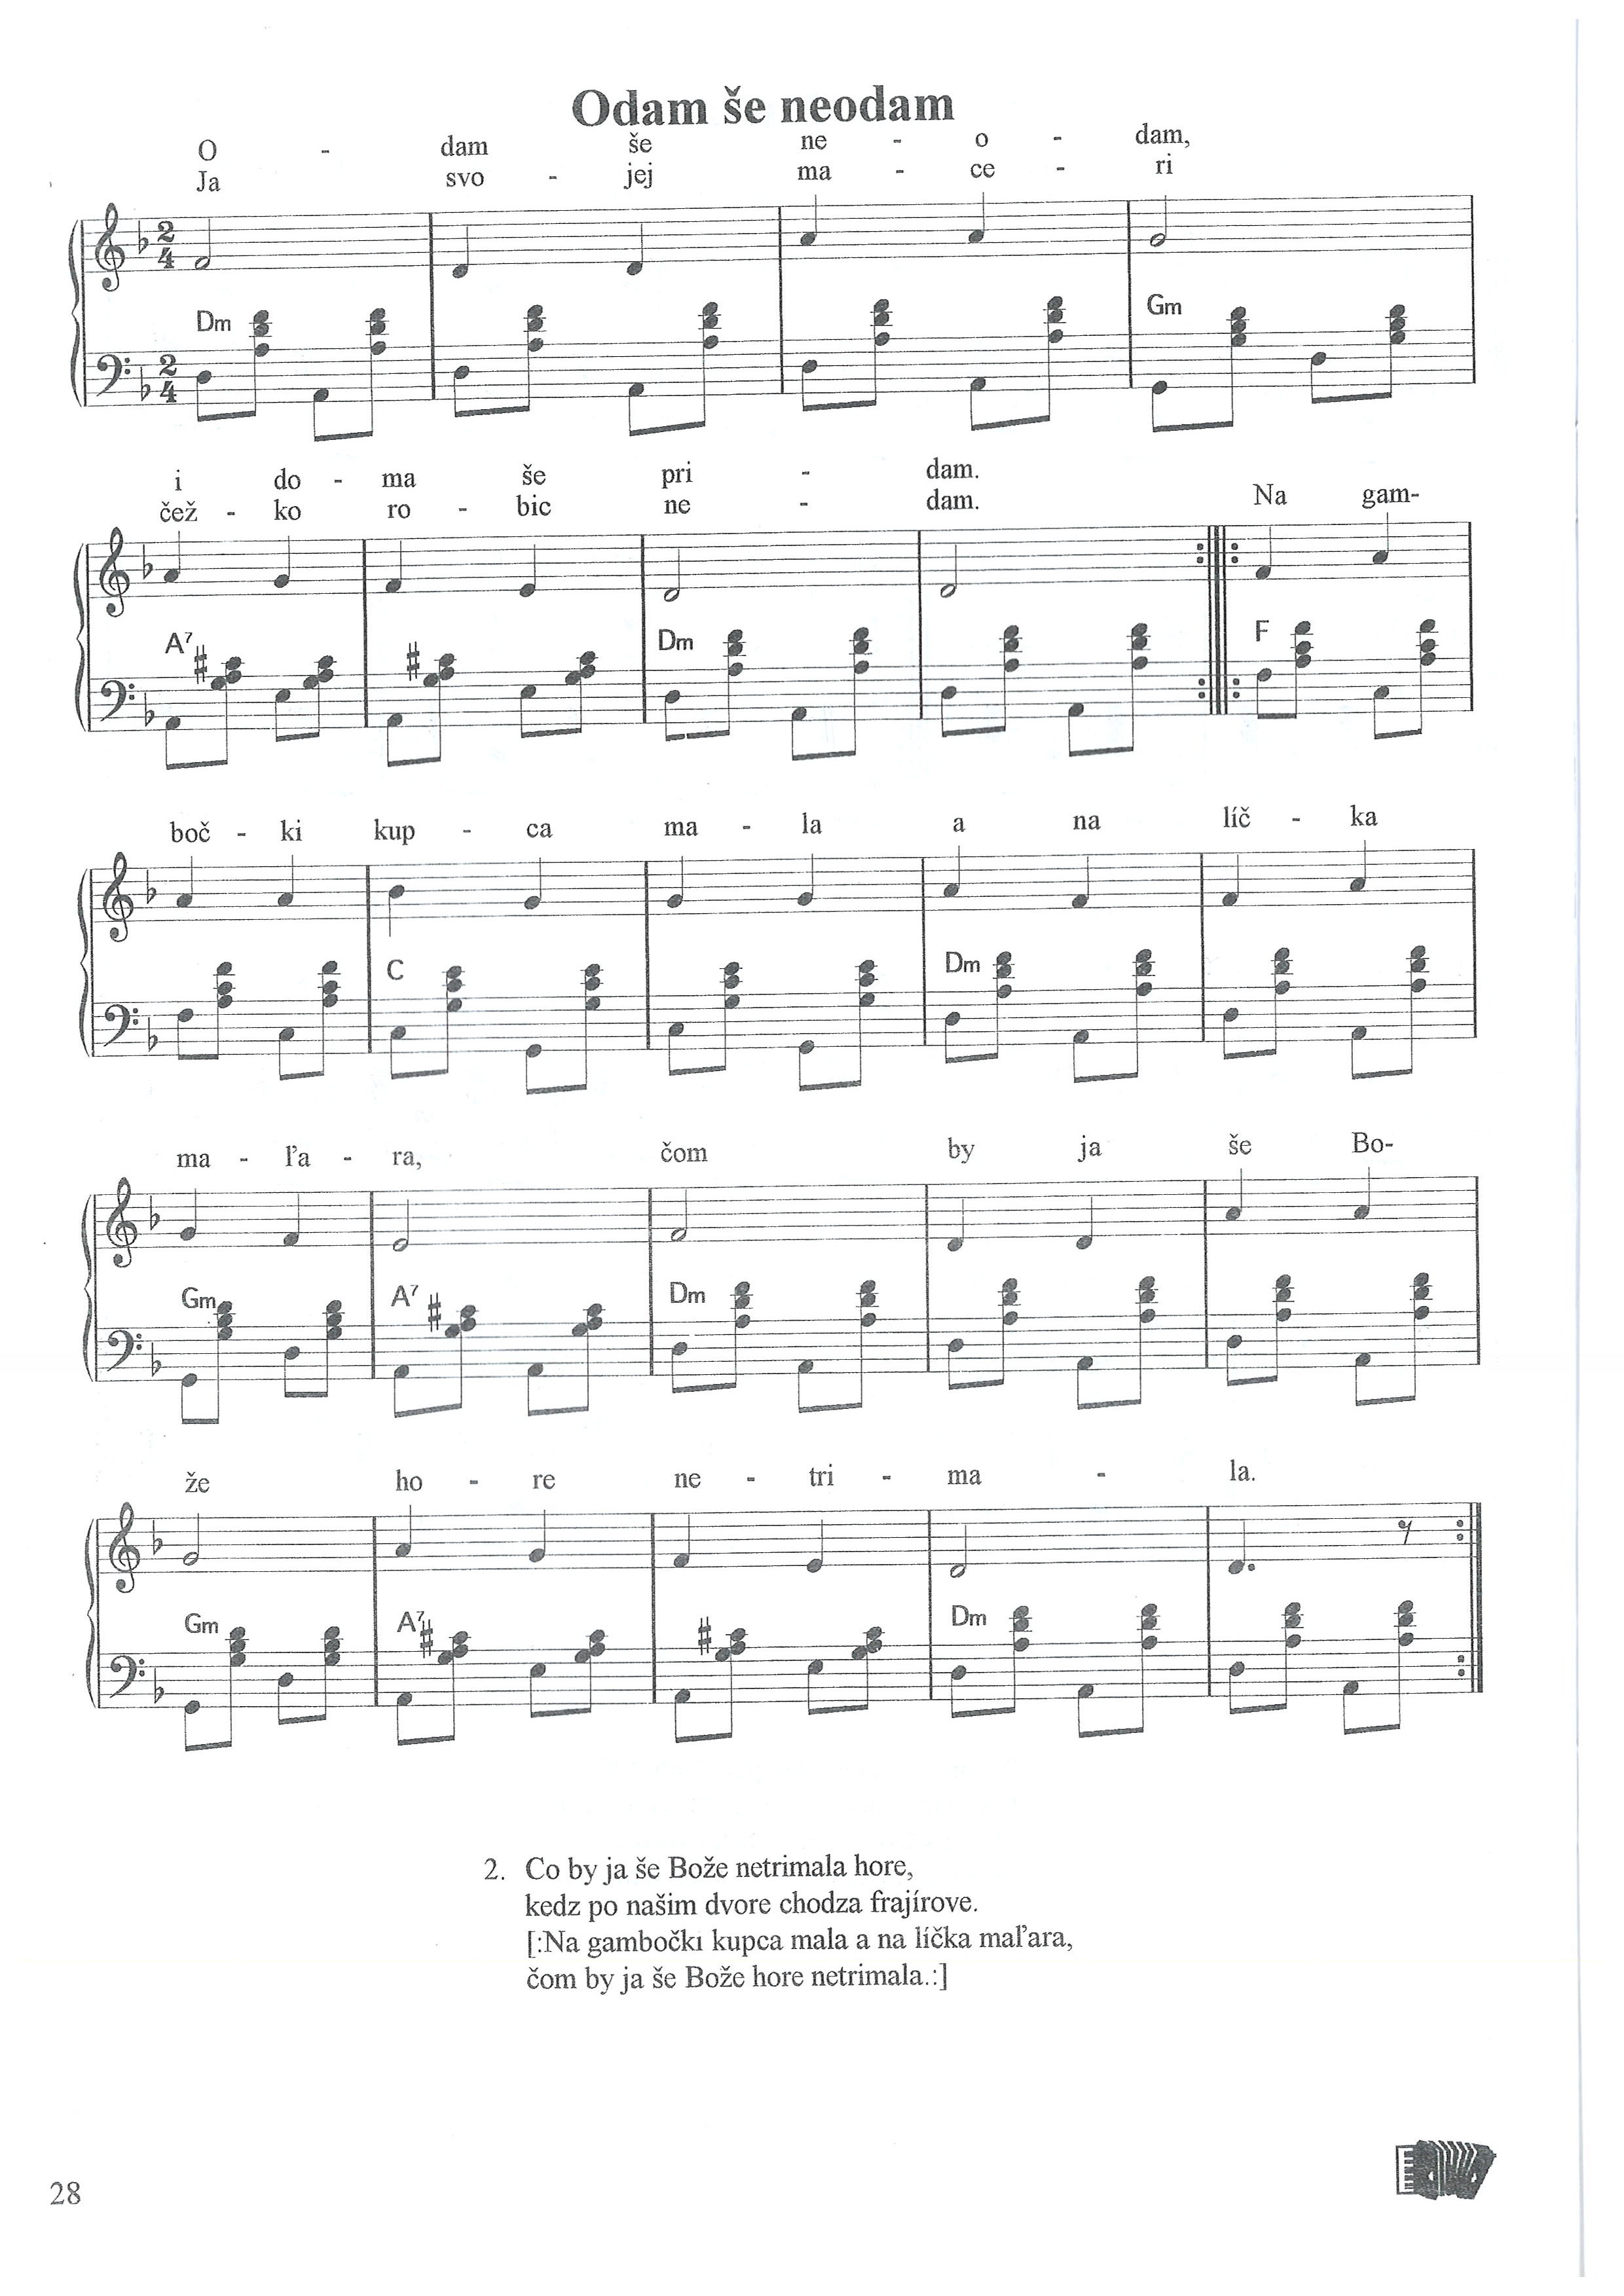 Odam še neodam
O - dam še ne - o - dam,
Ja svo - jej ma - ce - ri
Dm Gm
i do - ma še pri - dam.
čež - ko ro - bic ne - dam. Na gam-
A7 Dm F
boč - ki kup - ca ma - la a na líč - ka
C Dm
ma - ľa - ra, čom by ja še Bo-
Gm A7 Dm
že ho - re ne - tri - ma - la.
Gm A7 Dm
2. Co by ja še Bože netrimala hore,
kedz po našim dvore chodza frajírove.
[:Na gambočki kupca mala a na líčka maľara,
čom by ja še Bože hore netrimala.:]
28